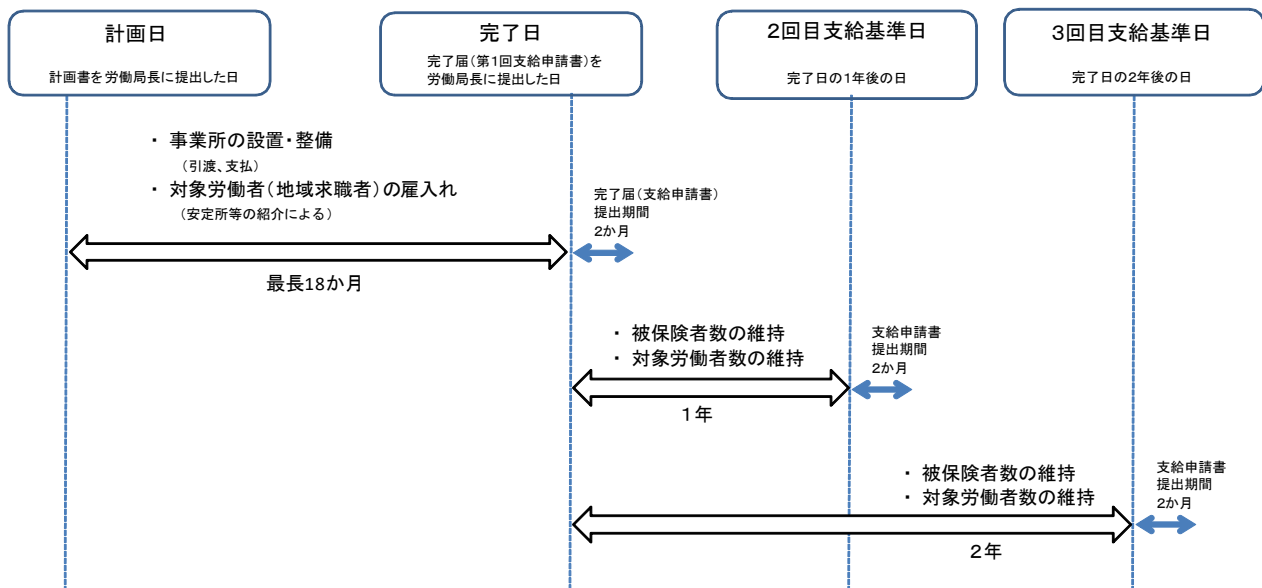 計画日
計画書を労働局長に提出した日
完了日
完了届(第1回支給申請書)を
労働局長に提出した日
2回目支給基準日
完了日の1年後の日
3回目支給基準日
完了日の2年後の日
・ 事業所の設置・整備
(引渡、支払)
・ 対象労働者(地域求職者)の雇入れ
(安定所等の紹介による)
最長18か月
完了届(支給申請書)
提出期間
2か月
・ 被保険者数の維持
・ 対象労働者数の維持
1年
支給申請書
提出期間
2か月
・ 被保険者数の維持
・ 対象労働者数の維持
2年
支給申請書
提出期間
2か月